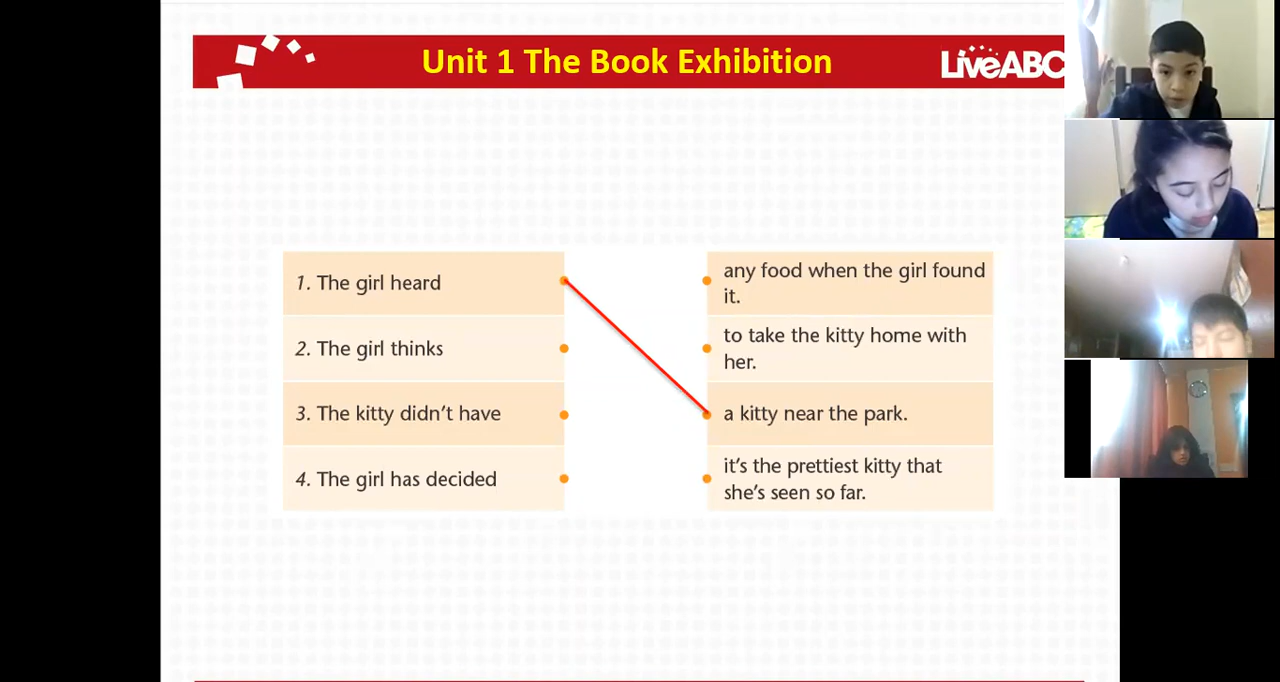 Unit 1 The Book Exhibition
LiveABC
1. The girl heard
any food when the girl found
it.
2. The girl thinks
to take the kitty home with
her.
3. The kitty didn't have
a kitty near the park.
4. The girl has decided
it's the prettiest kitty that
she's seen so far.